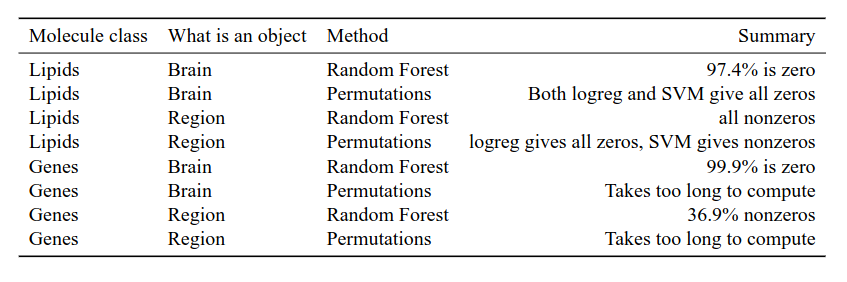 Molecule class What is an object Method Summary
Lipids Brain Random Forest 97.4% is zero
Lipids Brain Permutations Both logreg and SVM give all zeros
Lipids Region Random Forest all nonzeros
Lipids Region Permutations logreg gives all zeros, SVM gives nonzeros
Genes Brain Random Forest 99.9% is zero
Genes Brain Permutations Takes too long to compute
Genes Region Random Forest 36.9% nonzeros
Genes Region Permutations Takes too long to compute